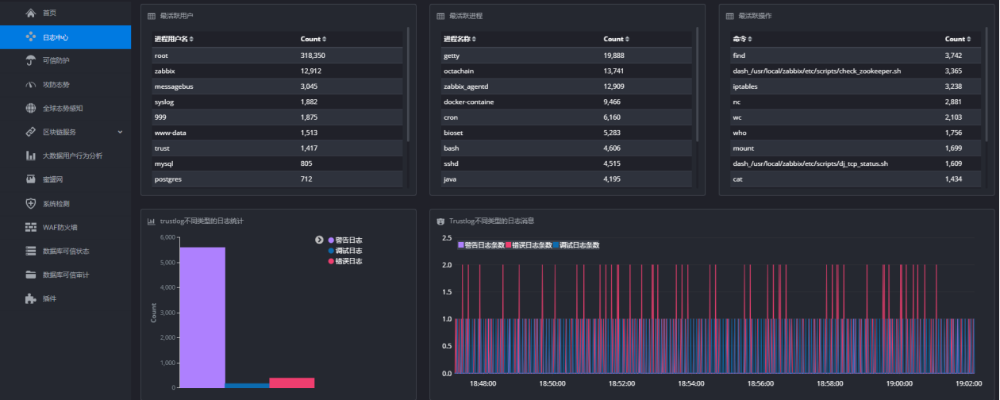 首页
日志中心
可信防护
攻防态势
全球态势感知
区块链服务
大数据用户行为分析
蜜罐网
系统检测
WAF防火墙
数据库可信状态
数据库可信审计
插件
最活跃用户
进程用户名 Count
root 318,350
zabbix 12,912
messagebus 3,045
syslog 1,882
999 1,875
www-data 1,513
trust 1,417
mysql 805
postgres 712
最活跃进程
进程名称 Count
getty 19,888
octachain 13,741
zabbix_agentd 12,909
docker-containe 9,466
cron 6,160
bioset 5,283
bash 4,606
sshd 4,515
java 4,195
最活跃操作
命令 Count
find 3,742
dash_/usr/local/zabbix/etc/scripts/check_zookeeper.sh 3,365
iptables 3,238
nc 2,881
wc 2,103
who 1,756
mount 1,699
dash_/usr/local/zabbix/etc/scripts/dj_tcp_status.sh 1,609
cat 1,434
trustlog不同类型的日志统计
6,000
5,000
4,000
3,000
2,000
1,000
0
Count
警告日志
调试日志
错误日志
Trustlog不同类型的日志消息
警告日志条数 错误日志条数 调试日志条数
2.5
2.0
1.5
1.0
0.5
0.0
18:48:00 18:50:00 18:52:00 18:54:00 18:56:00 18:58:00 19:00:00 19:02:00